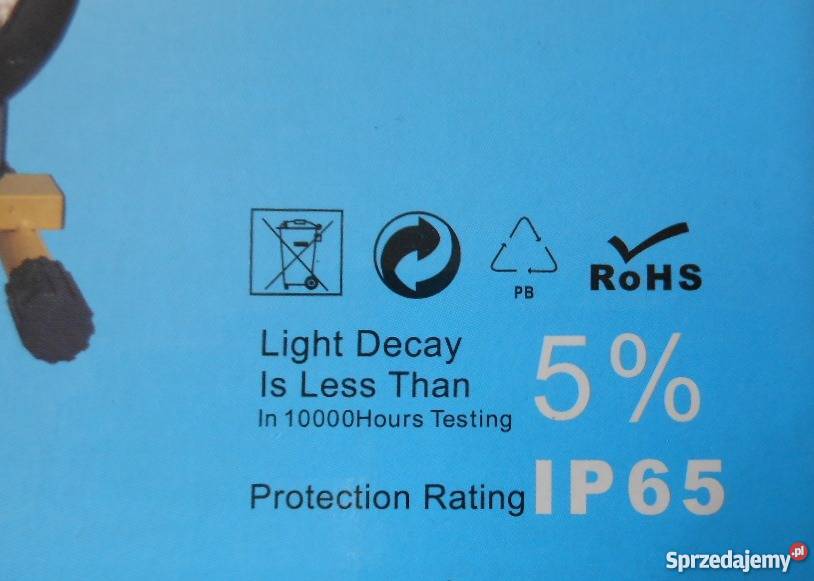 PB
RoHS
Light Decay
Is Less Than
5%
In 10000Hours Testing
Protection Rating IP65
Sprzedajemy.pl